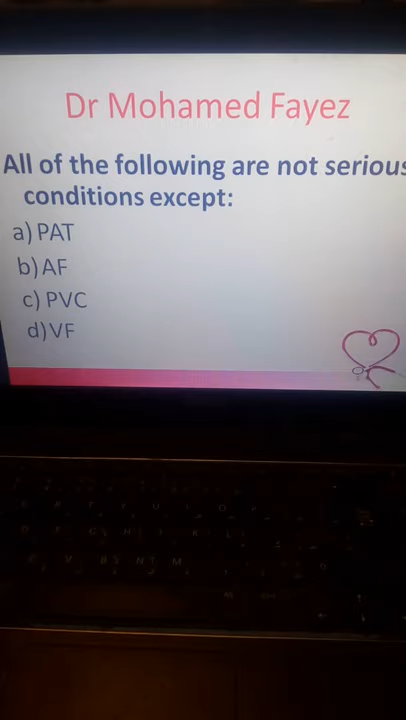 Dr Mohamed Fayez
All of the following are not serious
conditions except:
a) PAT
b) AF
c) PVC
d) VF